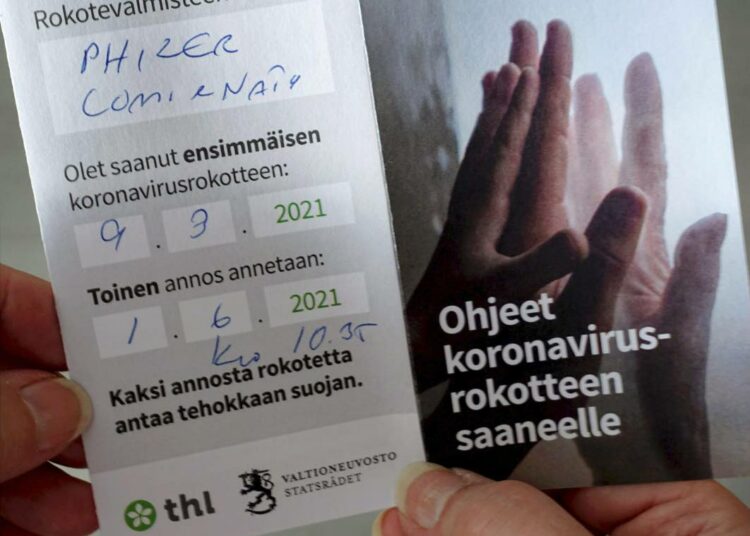 Rokotevalmisteen
PHIZER
COMIRNATY
Olet saanut ensimmäisen
koronavirusrokotteen:
9 . 3 . 2021
Toinen annos annetaan:
1 . 6 . 2021
klo 10.35
Kaksi annosta rokotetta
antaa tehokkaan suojan.
thl
VALTIONEUVOSTO
STATSRÅDET
Ohjeet
koronavirus-
rokotteen
saaneelle